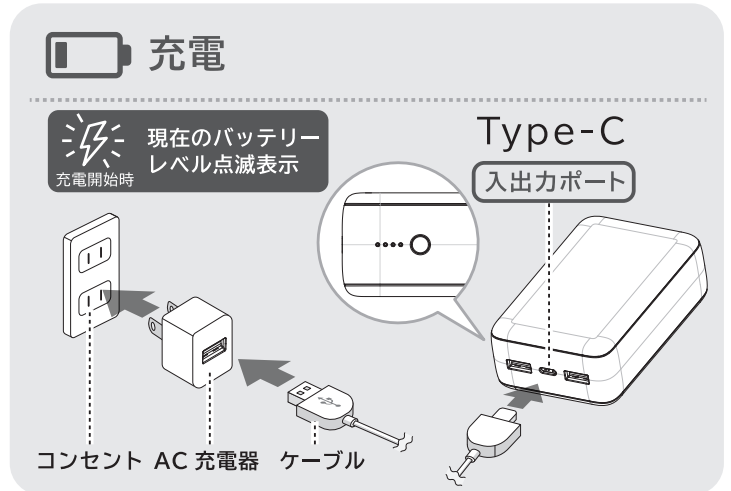 充電
現在のバッテリー
レベル点滅表示
充電開始時
Type-C
入出力ポート
コンセント
AC 充電器
ケーブル